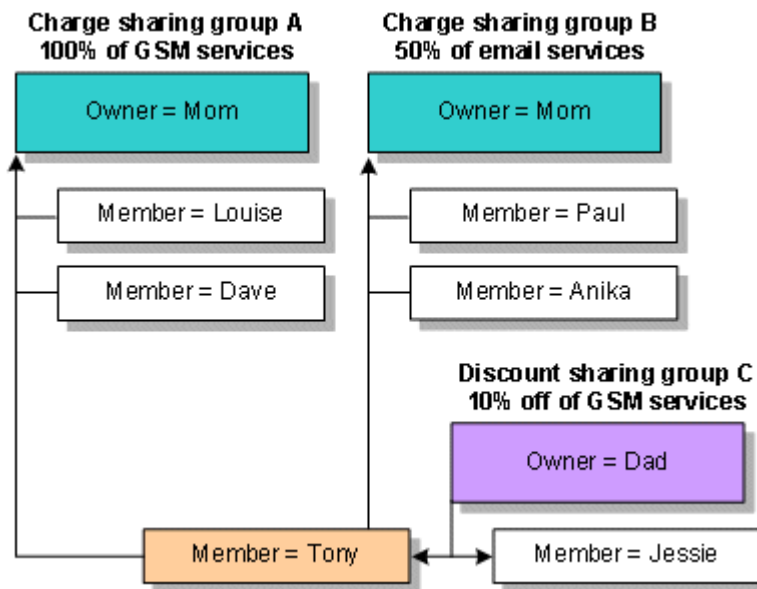 Charge sharing group A
100% of GSM services
Owner = Mom
Member = Louise
Member = Dave
Charge sharing group B
50% of email services
Owner = Mom
Member = Paul
Member = Anika
Discount sharing group C
10% off of GSM services
Owner = Dad
Member = Tony
Member = Jessie